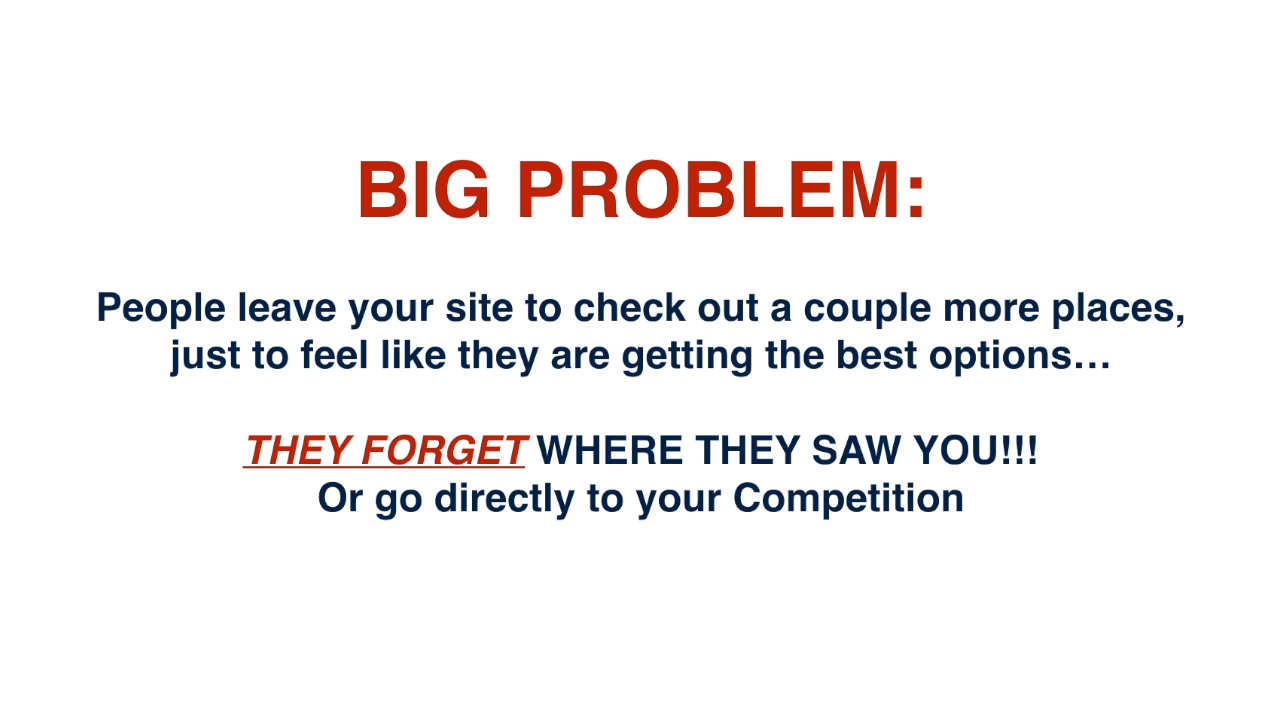 BIG PROBLEM:
People leave your site to check out a couple more places,
just to feel like they are getting the best options…
THEY FORGET WHERE THEY SAW YOU!!!
Or go directly to your Competition